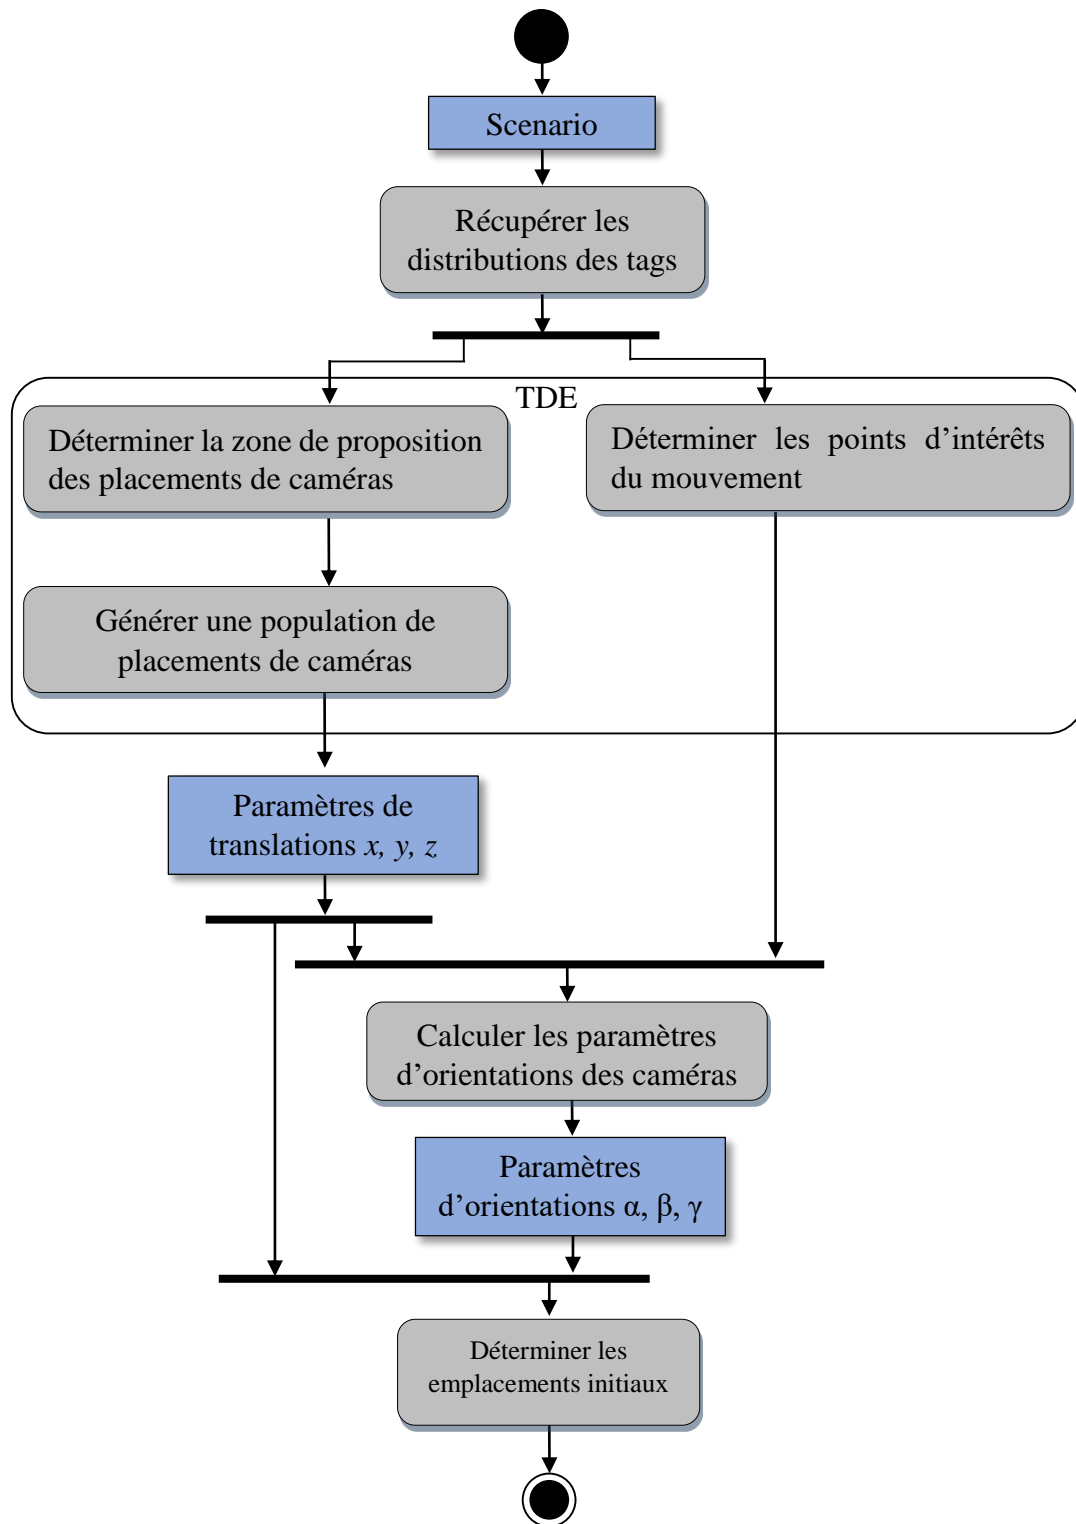 Scenario
Récupérer les
distributions des tags
TDE
Déterminer la zone de proposition
des placements de caméras
Déterminer les points d’intérêts
du mouvement
Générer une population de
placements de caméras
Paramètres de
translations x, y, z
Calculer les paramètres
d’orientations des caméras
Paramètres
d’orientations α, β, γ
Déterminer les
emplacements initiaux